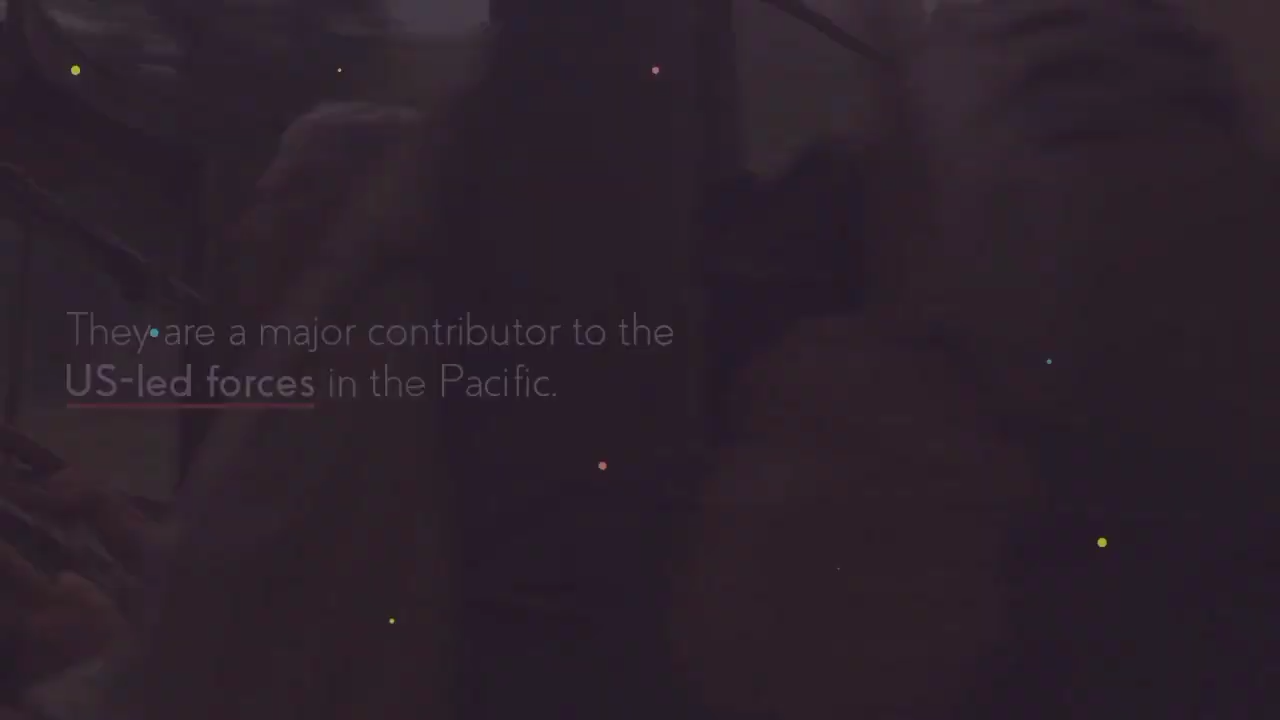 They are a major contributor to the
US-led forces in the Pacific.